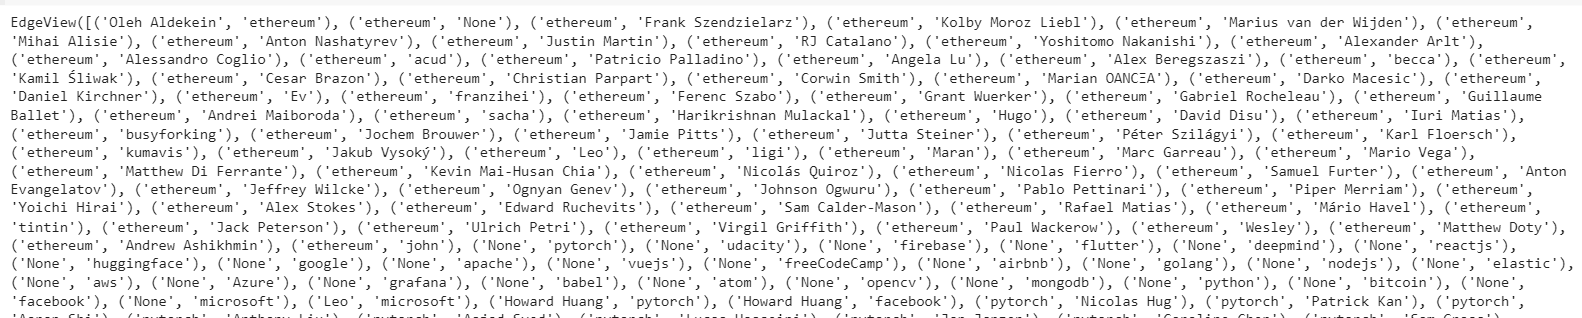 EdgeView([('Oleh Aldekein', 'ethereum'), ('ethereum', 'None'), ('ethereum', 'Frank Szendzielarz'), ('ethereum', 'Kolby Moroz Liebl'), ('ethereum', 'Marius van der Wijden'), ('ethereum',
'Mihai Alisie'), ('ethereum', 'Anton Nashatyrev'), ('ethereum', 'Justin Martin'), ('ethereum', 'RJ Catalano'), ('ethereum', 'Yoshitomo Nakanishi'), ('ethereum', 'Alexander Arlt'),
('ethereum', 'Alessandro Coglio'), ('ethereum', 'acud'), ('ethereum', 'Patricio Palladino'), ('ethereum', 'Angela Lu'), ('ethereum', 'Alex Beregszaszi'), ('ethereum', 'becca'), ('ethereum',
'Kamil Śliwak'), ('ethereum', 'Cesar Brazon'), ('ethereum', 'Christian Parpart'), ('ethereum', 'Corwin Smith'), ('ethereum', 'Marian OANCΞA'), ('ethereum', 'Darko Macesic'), ('ethereum',
'Daniel Kirchner'), ('ethereum', 'Ev'), ('ethereum', 'franzihei'), ('ethereum', 'Ferenc Szabo'), ('ethereum', 'Grant Wuerker'), ('ethereum', 'Gabriel Rocheleau'), ('ethereum', 'Guillaume
Ballet'), ('ethereum', 'Andrei Maiboroda'), ('ethereum', 'sacha'), ('ethereum', 'Harikrishnan Mulackal'), ('ethereum', 'Hugo'), ('ethereum', 'David Disu'), ('ethereum', 'Iuri Matias'),
('ethereum', 'busyforking'), ('ethereum', 'Jochem Brouwer'), ('ethereum', 'Jamie Pitts'), ('ethereum', 'Jutta Steiner'), ('ethereum', 'Péter Szilágyi'), ('ethereum', 'Karl Floersch'),
('ethereum', 'kumavis'), ('ethereum', 'Jakub Vysoký'), ('ethereum', 'Leo'), ('ethereum', 'ligi'), ('ethereum', 'Maran'), ('ethereum', 'Marc Garreau'), ('ethereum', 'Mario Vega'),
('ethereum', 'Matthew Di Ferrante'), ('ethereum', 'Kevin Mai-Husan Chia'), ('ethereum', 'Nicolás Quiroz'), ('ethereum', 'Nicolas Fierro'), ('ethereum', 'Samuel Furter'), ('ethereum', 'Anton
Evangelatov'), ('ethereum', 'Jeffrey Wilcke'), ('ethereum', 'Ognyan Genev'), ('ethereum', 'Johnson Ogwuru'), ('ethereum', 'Pablo Pettinari'), ('ethereum', 'Piper Merriam'), ('ethereum',
'Yoichi Hirai'), ('ethereum', 'Alex Stokes'), ('ethereum', 'Edward Ruchevits'), ('ethereum', 'Sam Calder-Mason'), ('ethereum', 'Rafael Matias'), ('ethereum', 'Mário Havel'), ('ethereum',
'tintin'), ('ethereum', 'Jack Peterson'), ('ethereum', 'Ulrich Petri'), ('ethereum', 'Virgil Griffith'), ('ethereum', 'Paul Wackerow'), ('ethereum', 'Wesley'), ('ethereum', 'Matthew Doty'),
('ethereum', 'Andrew Ashikhmin'), ('ethereum', 'john'), ('None', 'pytorch'), ('None', 'udacity'), ('None', 'firebase'), ('None', 'flutter'), ('None', 'deepmind'), ('None', 'reactjs'),
('None', 'huggingface'), ('None', 'google'), ('None', 'apache'), ('None', 'vuejs'), ('None', 'freeCodeCamp'), ('None', 'airbnb'), ('None', 'golang'), ('None', 'nodejs'), ('None', 'elastic'),
('None', 'aws'), ('None', 'Azure'), ('None', 'grafana'), ('None', 'babel'), ('None', 'atom'), ('None', 'opencv'), ('None', 'mongodb'), ('None', 'python'), ('None', 'bitcoin'), ('None',
'facebook'), ('None', 'microsoft'), ('Leo', 'microsoft'), ('Howard Huang', 'pytorch'), ('Howard Huang', 'facebook'), ('pytorch', 'Nicolas Hug'), ('pytorch', 'Patrick Kan'), ('pytorch',